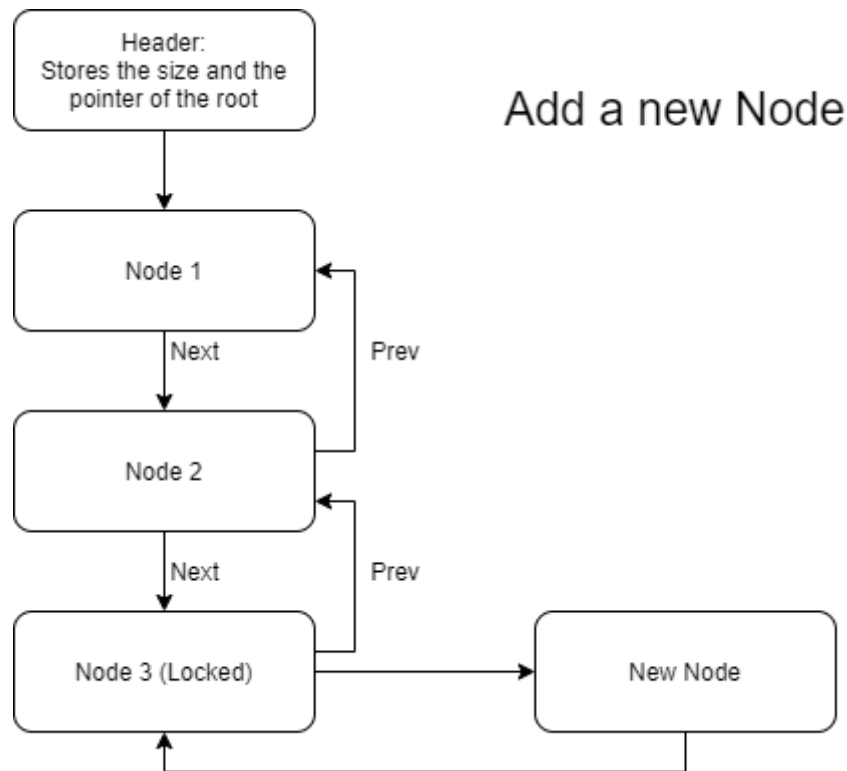 Header:
Stores the size and the
pointer of the root
Add a new Node
Node 1
Next
Prev
Node 2
Next
Prev
Node 3 (Locked)
New Node